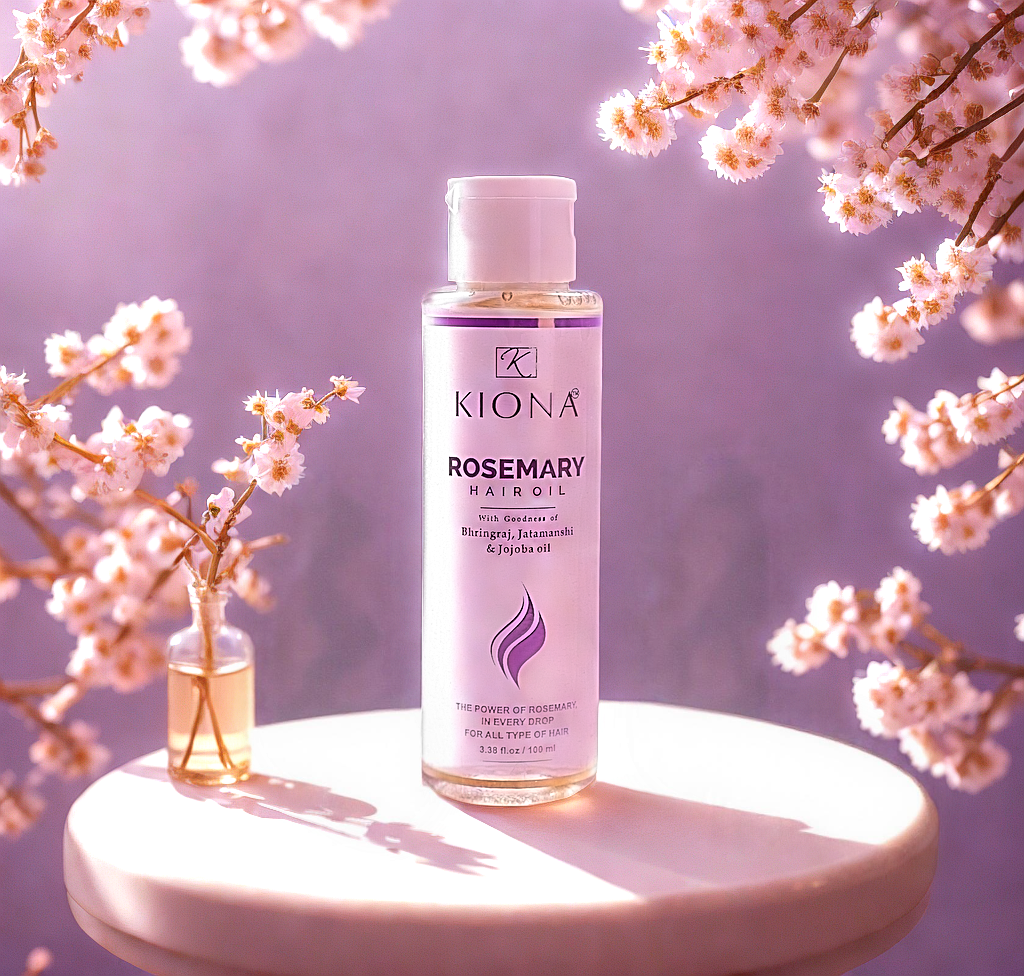 K
KIONA
ROSEMARY
HAIR OIL
With Goodness of
Bhringraj, Jatamanshi
& Jojoba oil
THE POWER OF ROSEMARY,
IN EVERY DROP
FOR ALL TYPE OF HAIR
3.38 fl.oz / 100 ml